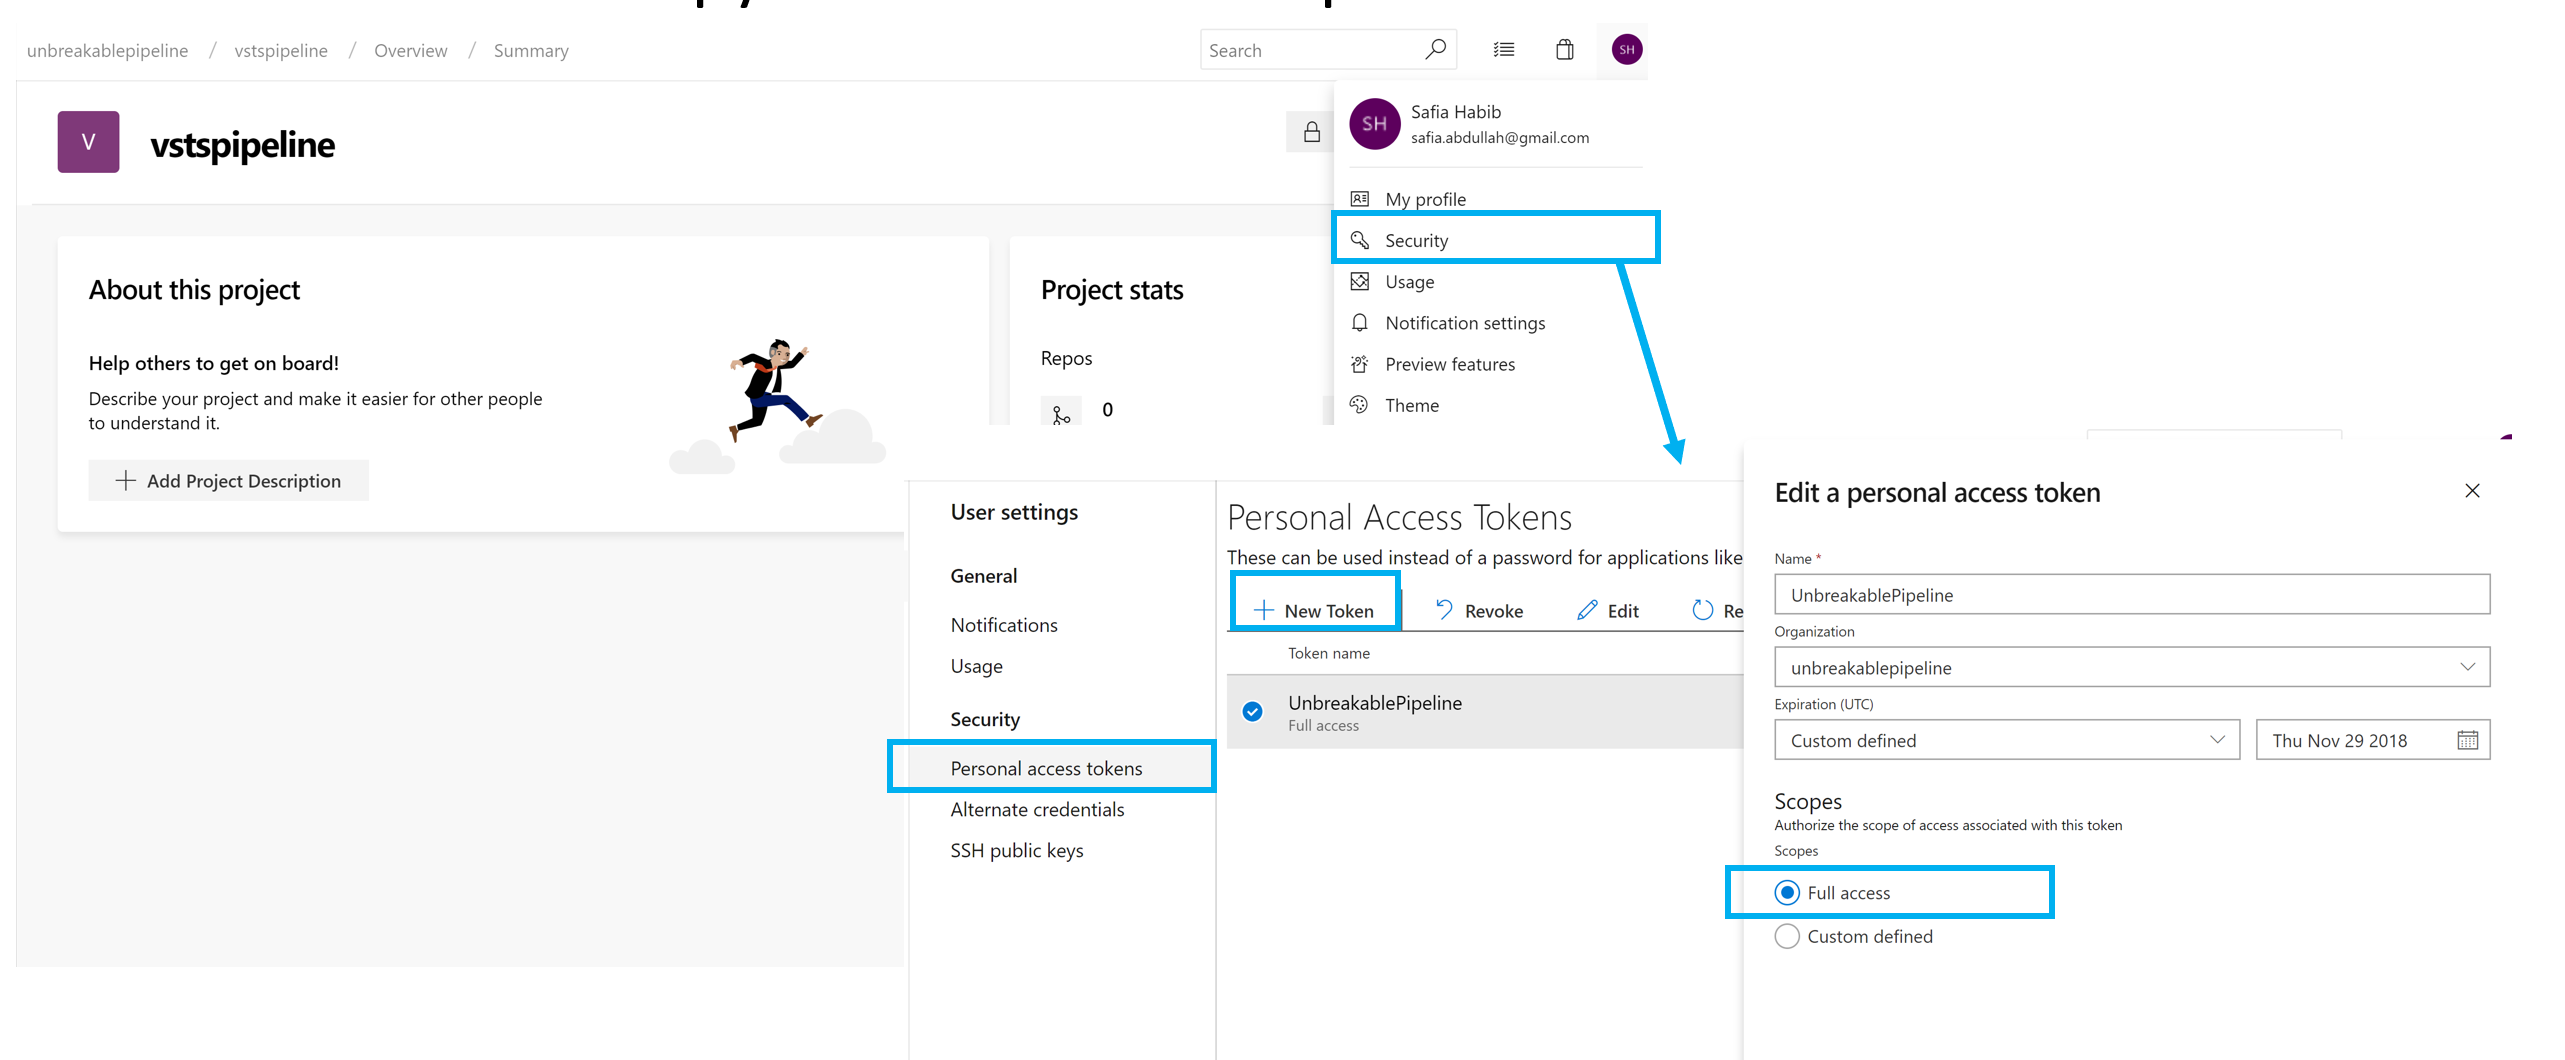 unbreakablepipeline / vstspipeline / Overview / Summary
Search
SH
V
vstspipeline
SH
Safia Habib
safia.abdullah@gmail.com
My profile
Security
Usage
Notification settings
Preview features
Theme
About this project
Help others to get on board!
Describe your project and make it easier for other people
to understand it.
+ Add Project Description
Project stats
Repos
0
User settings
General
Notifications
Usage
Security
Personal access tokens
Alternate credentials
SSH public keys
Personal Access Tokens
These can be used instead of a password for applications like
+ New Token
Revoke
Edit
Re
Token name
UnbreakablePipeline
Full access
Edit a personal access token
Name *
UnbreakablePipeline
Organization
unbreakablepipeline
Expiration (UTC)
Custom defined
Thu Nov 29 2018
Scopes
Authorize the scope of access associated with this token
Scopes
Full access
Custom defined